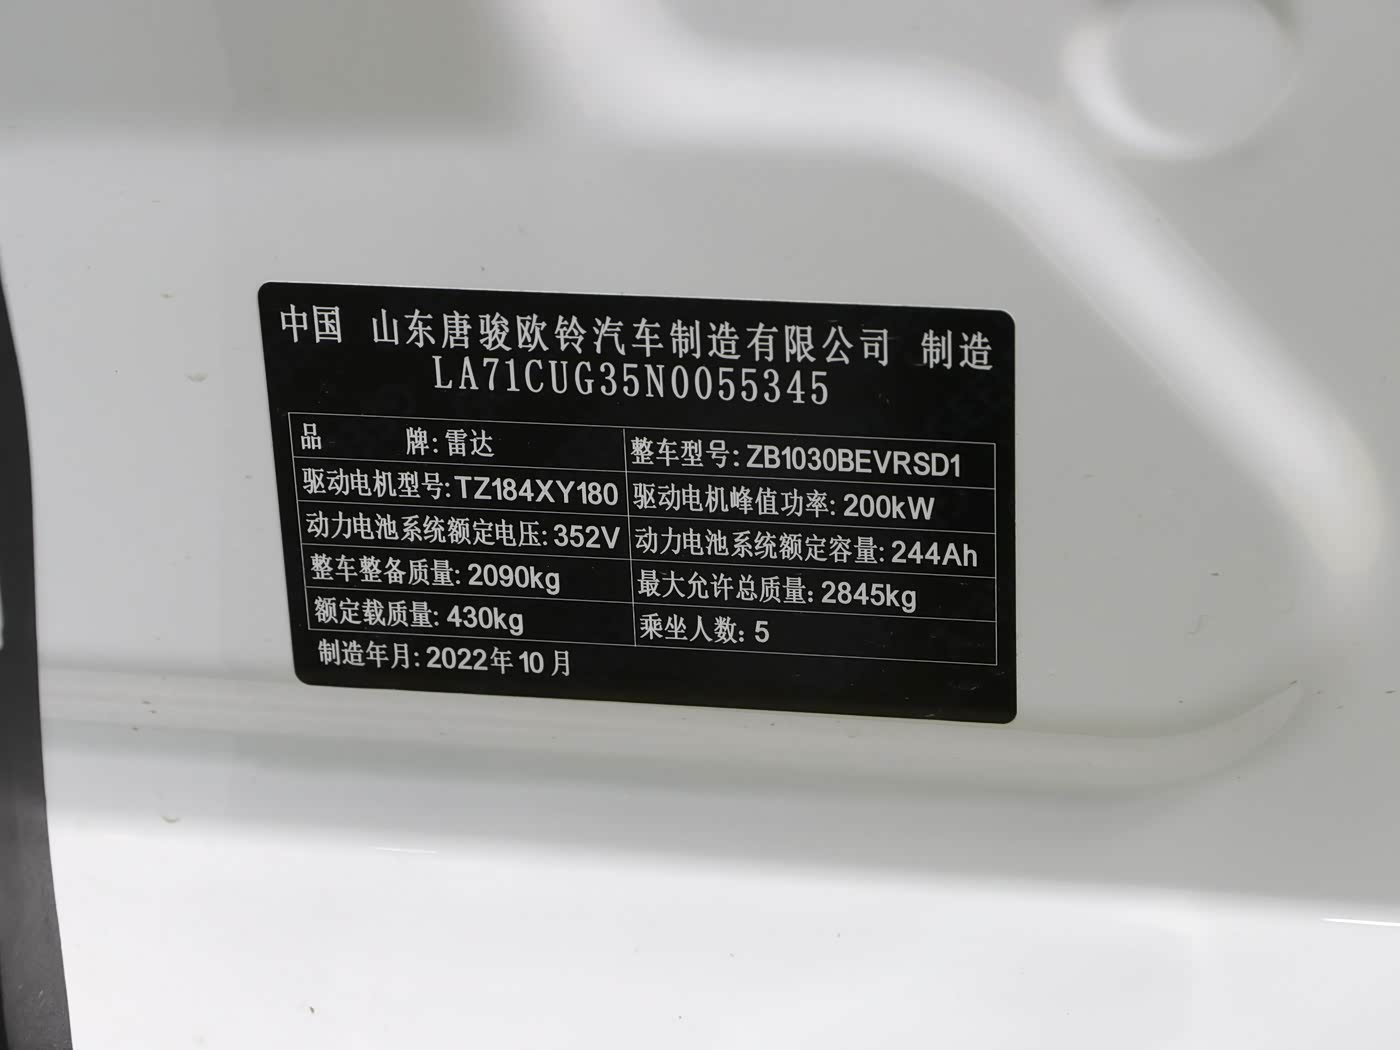 中国 山东唐骏欧铃汽车制造有限公司 制造
LA71CUG35N0055345
品 牌: 雷达 整车型号: ZB1030BEVRSD1
驱动电机型号: TZ184XY180 驱动电机峰值功率: 200kW
动力电池系统额定电压: 352V 动力电池系统额定容量: 244Ah
整车整备质量: 2090kg 最大允许总质量: 2845kg
额定载质量: 430kg 乘坐人数: 5
制造年月: 2022年10月